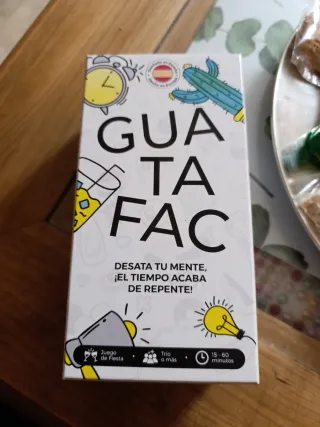 GUA
TA
FAC
DESATA TU MENTE,
¡EL TIEMPO ACABA
DE REPENTE!
Juego
de Fiesta
Trío
o más
15 - 60
minutos